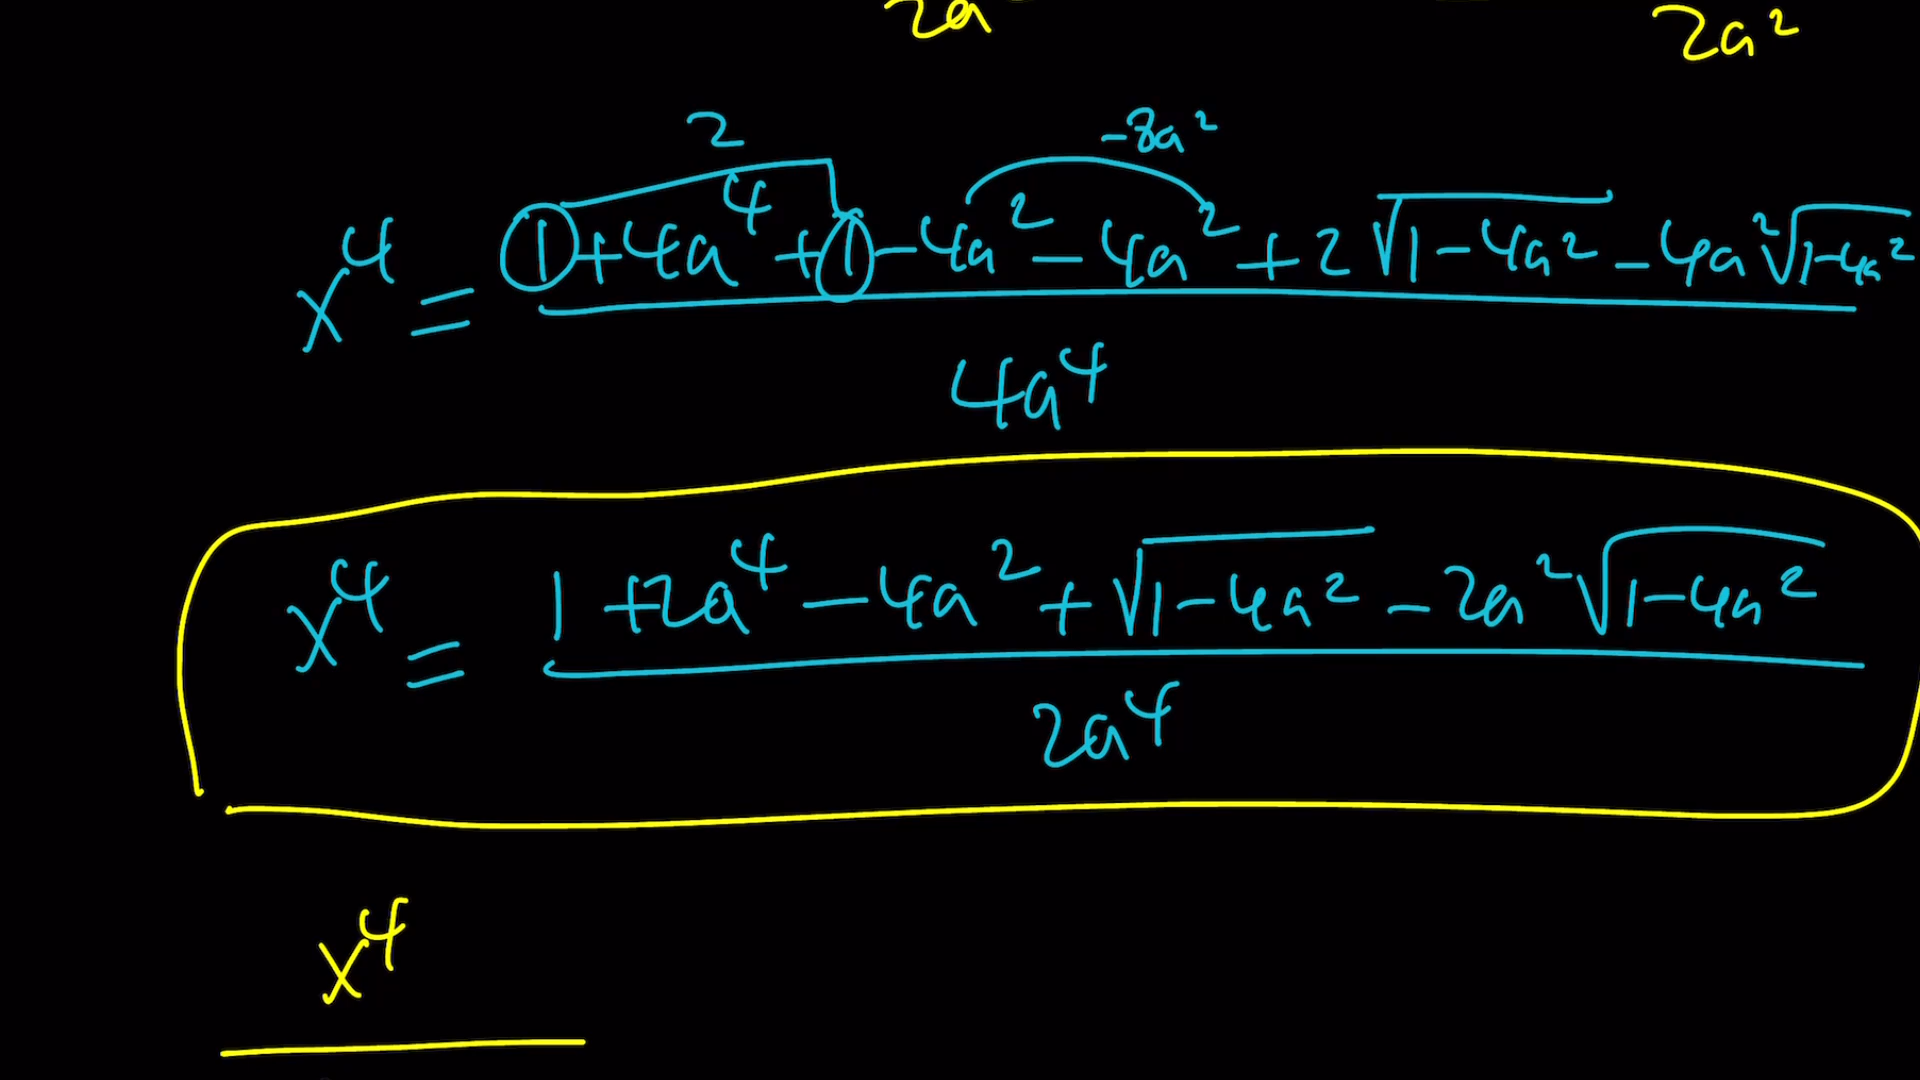 2a 2a²
2 -8a²
x⁴ = 1+4a⁴+1-4a²-4a²+2√1-4a²-4a²√1-4a²
4a⁴
x⁴ = 1+2a⁴-4a²+√1-4a²-2a²√1-4a²
2a⁴
x⁴